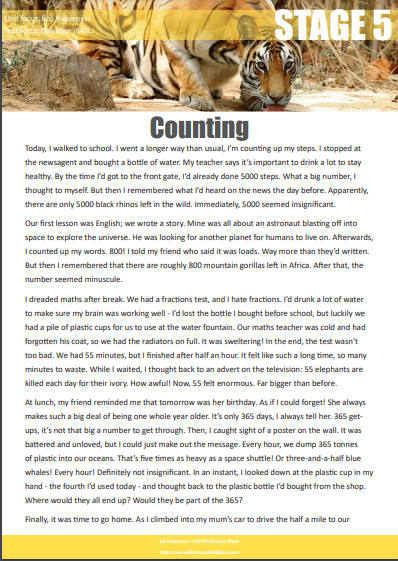 Unit focus: Eco Awareness
Text focus: Narrative (640L)
STAGE 5
Counting
Today, I walked to school. I went a longer way than usual, I'm counting up my steps. I stopped at
the newsagent and bought a bottle of water. My teacher says it's important to drink a lot to stay
healthy. By the time I'd got to the front gate, I'd already done 5000 steps. What a big number, I
thought to myself. But then I remembered what I'd heard on the news the day before. Apparently,
there are only 5000 black rhinos left in the wild. Immediately, 5000 seemed insignificant.
Our first lesson was English; we wrote a story. Mine was all about an astronaut blasting off into
space to explore the universe. He was looking for another planet for humans to live on. Afterwards,
I counted up my words. 800! I told my friend who said it was loads. Way more than they'd written.
But then I remembered that there are roughly 800 mountain gorillas left in Africa. After that, the
number seemed minuscule.
I dreaded maths after break. We had a fractions test, and I hate fractions. I'd drunk a lot of water
to make sure my brain was working well - I'd lost the bottle I bought before school, but luckily we
had a pile of plastic cups for us to use at the water fountain. Our maths teacher was cold and had
forgotten his coat, so we had the radiators on full. It was sweltering! In the end, the test wasn't
too bad. We had 55 minutes, but I finished after half an hour. It felt like such a long time, so many
minutes to waste. While I waited, I thought back to an advert on the television: 55 elephants are
killed each day for their ivory. How awful! Now, 55 felt enormous. Far bigger than before.
At lunch, my friend reminded me that tomorrow was her birthday. As if I could forget! She always
makes such a big deal of being one whole year older. It's only 365 days, I always tell her. 365 get-
ups, it's not that big a number to get through. Then, I caught sight of a poster on the wall. It was
battered and unloved, but I could just make out the message. Every hour, we dump 365 tonnes
of plastic into our oceans. That's five times as heavy as a space shuttle! Or three-and-a-half blue
whales! Every hour! Definitely not insignificant. In an instant, I looked down at the plastic cup in my
hand - the fourth I'd used today - and thought back to the plastic bottle I'd bought from the shop.
Where would they all end up? Would they be part of the 365?
Finally, it was time to go home. As I climbed into my mum's car to drive the half a mile to our
all resources ©2019 Literacy Shed
http://www.literacyshedplus.com